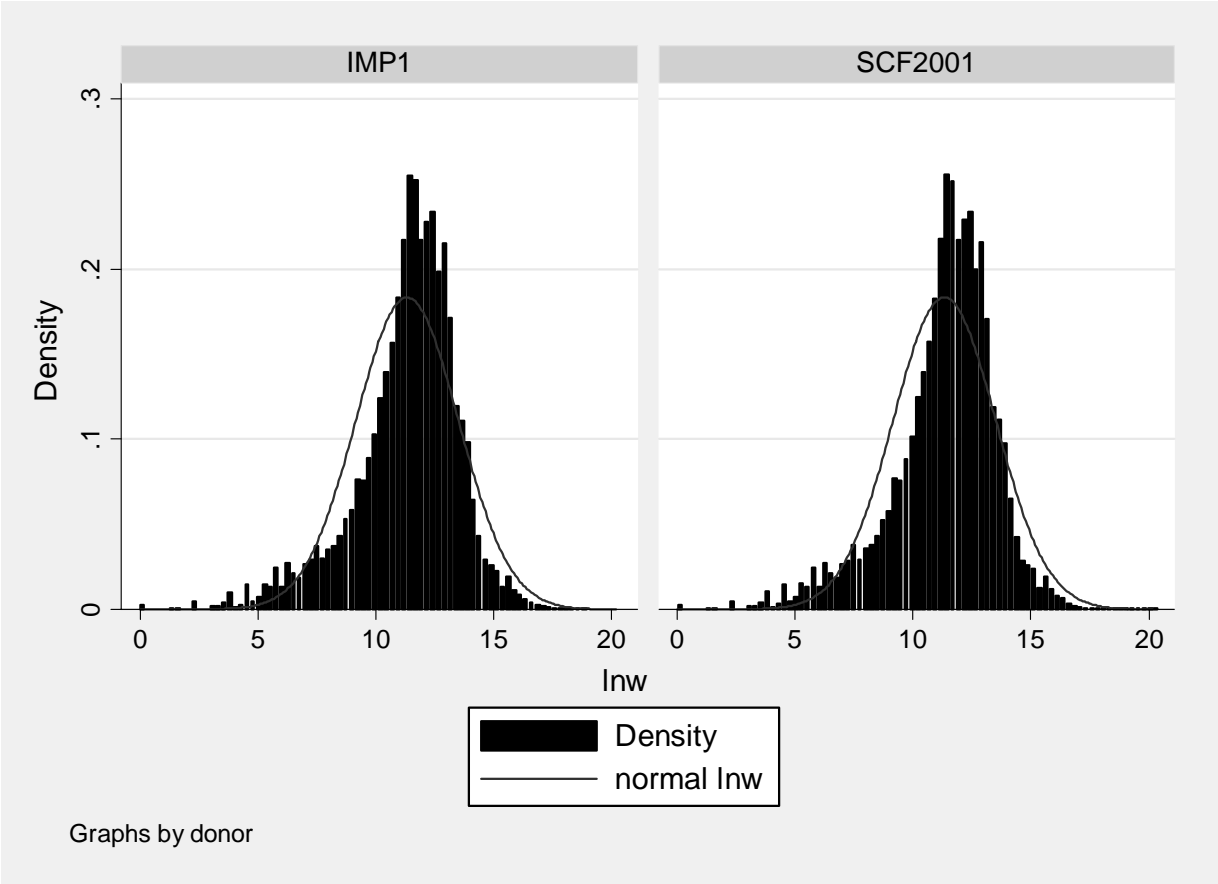 IMP1
SCF2001
.3
.2
.1
0
Density
0 5 10 15 20
0 5 10 15 20
lnw
Density
normal lnw
Graphs by donor